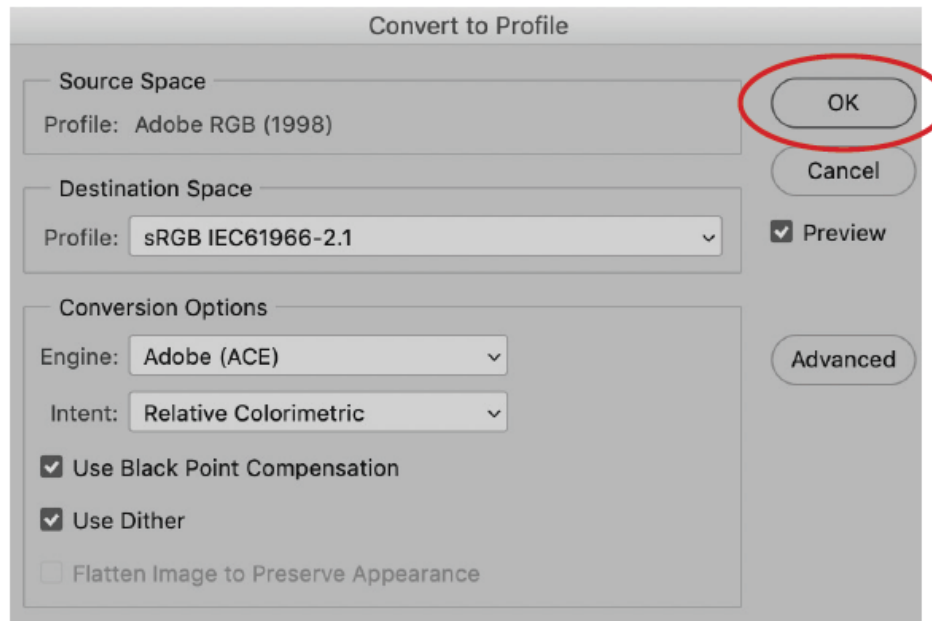 Convert to Profile
Source Space
Profile: Adobe RGB (1998)
OK
Cancel
Destination Space
Profile: sRGB IEC61966-2.1
Preview
Conversion Options
Engine: Adobe (ACE)
Advanced
Intent: Relative Colorimetric
Use Black Point Compensation
Use Dither
Flatten Image to Preserve Appearance